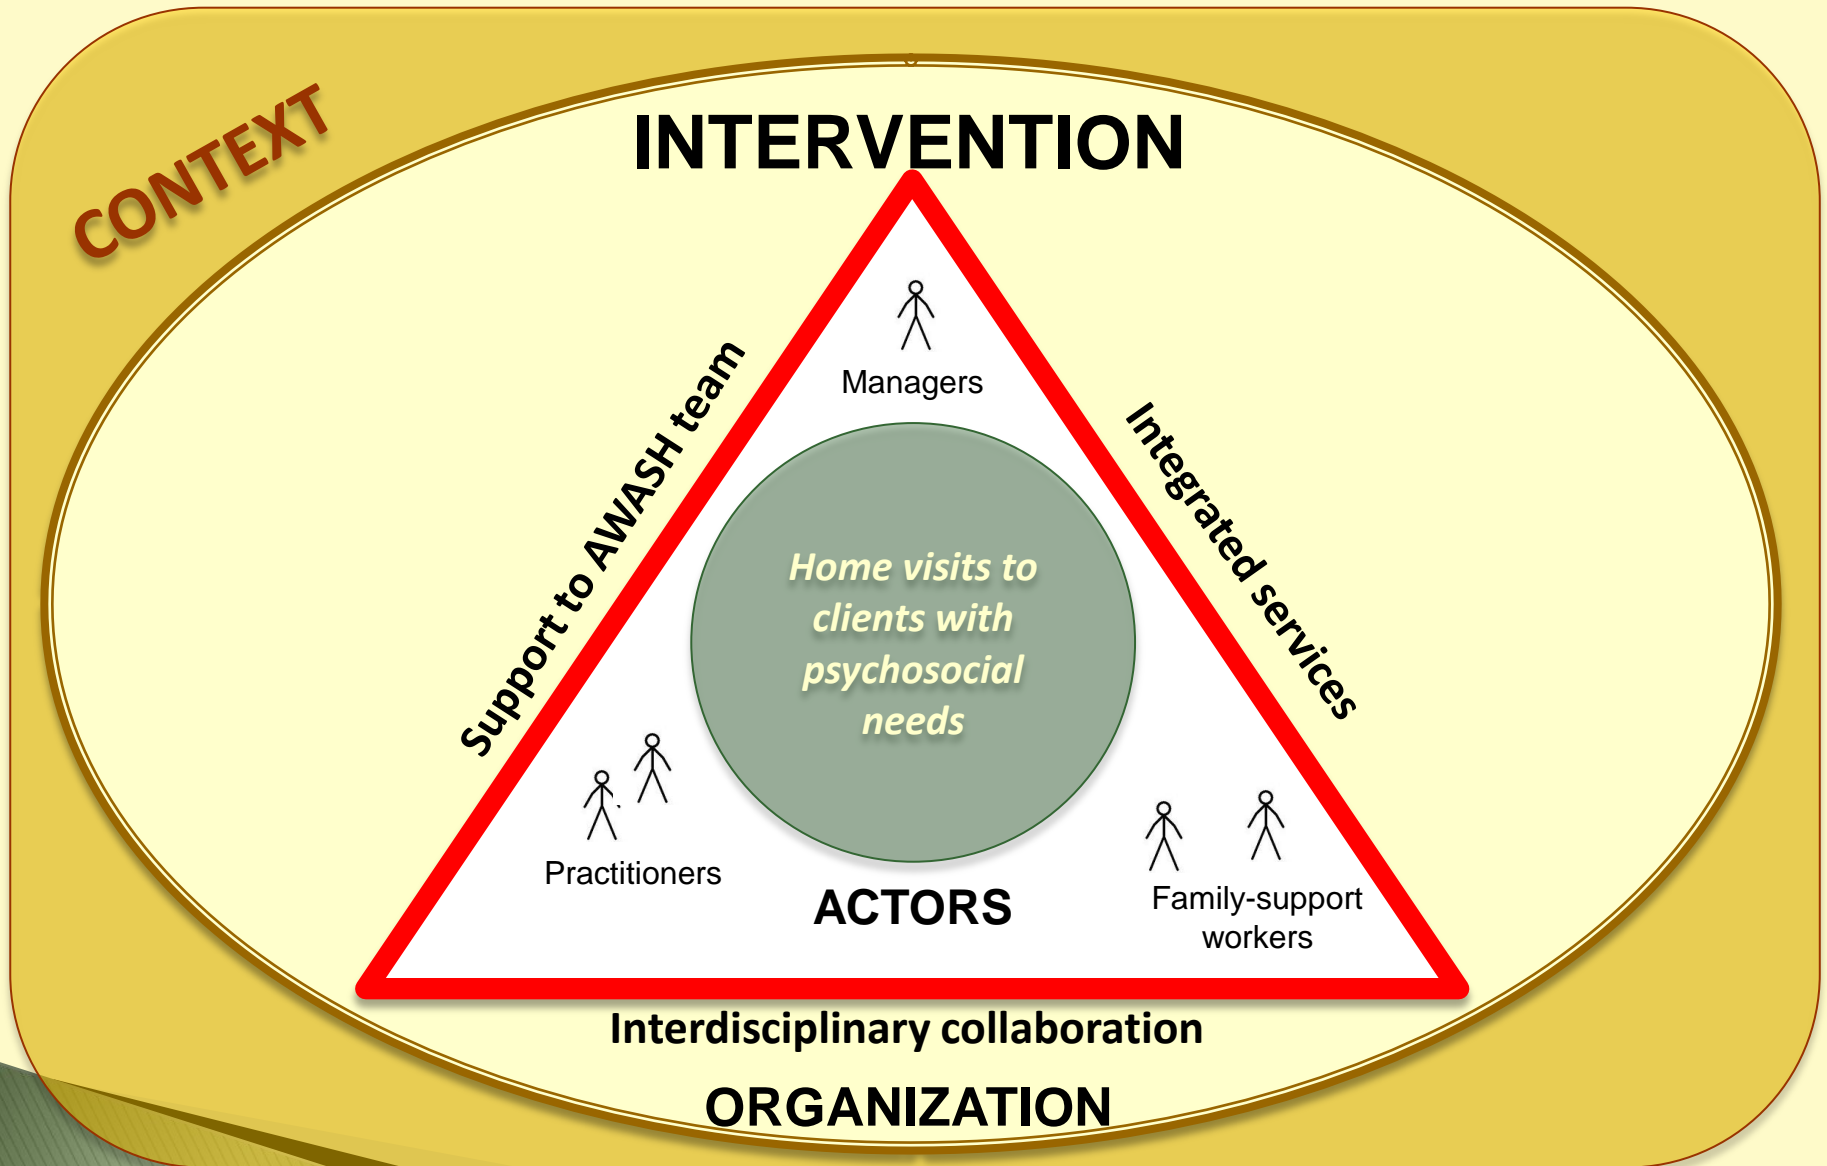 CONTEXT
INTERVENTION
Managers
Support to AWASH team
Integrated services
Home visits to
clients with
psychosocial
needs
Practitioners
ACTORS
Family-support
workers
Interdisciplinary collaboration
ORGANIZATION